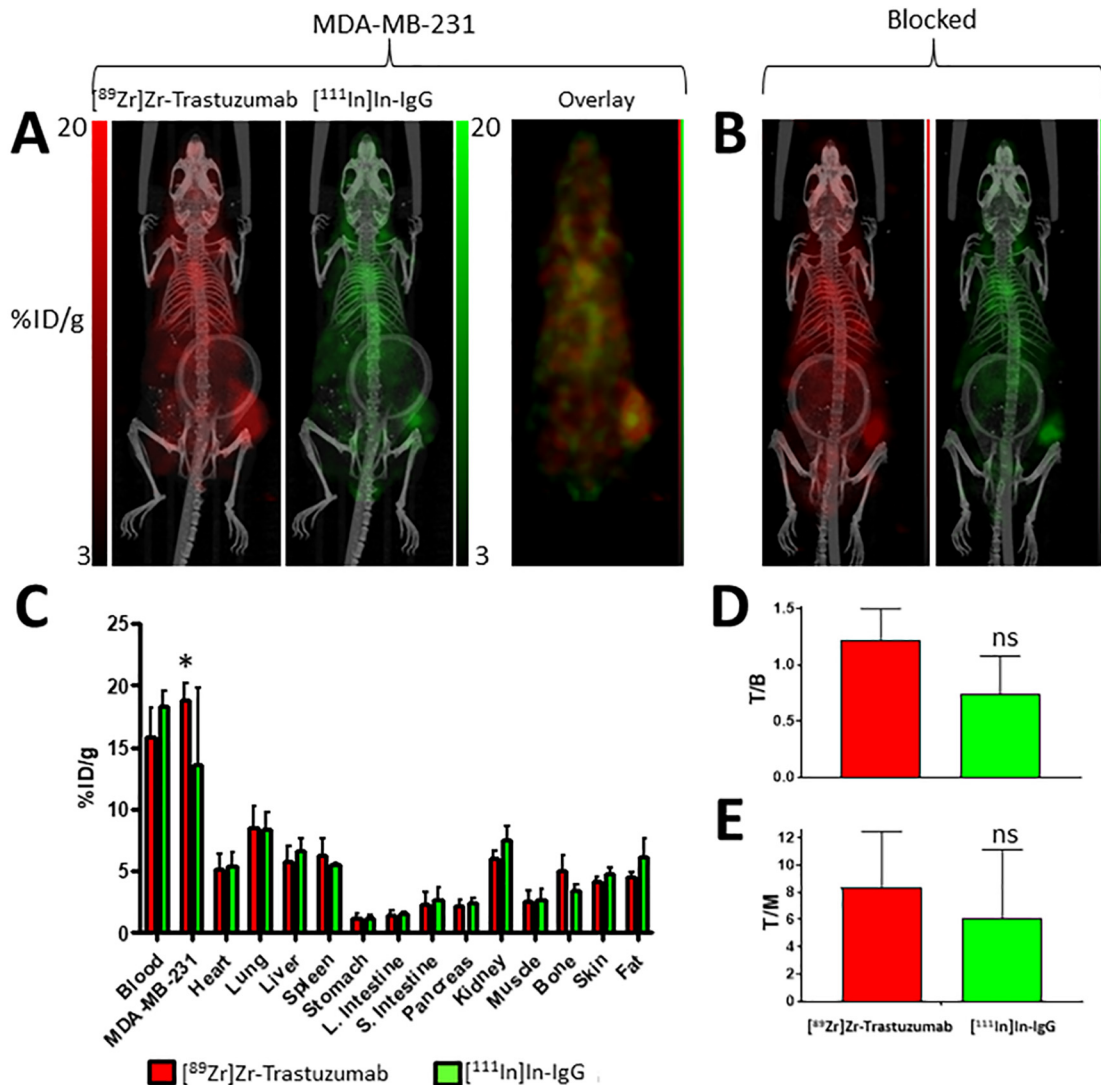 MDA-MB-231
Blocked
[⁸⁹Zr]Zr-Trastuzumab
[¹¹¹In]In-IgG
Overlay
A
20
20
B
%ID/g
3
3
C
25
20
15
10
5
0
%ID/g
*
Blood
MDA-MB-231
Heart
Lung
Liver
Spleen
Stomach
L. Intestine
S. Intestine
Pancreas
Kidney
Muscle
Bone
Skin
Fat
[⁸⁹Zr]Zr-Trastuzumab
[¹¹¹In]In-IgG
D
1.5
1.0
0.5
0.0
T/B
ns
E
12
10
8
6
4
2
0
T/M
ns
[⁸⁹Zr]Zr-Trastuzumab
[¹¹¹In]In-IgG